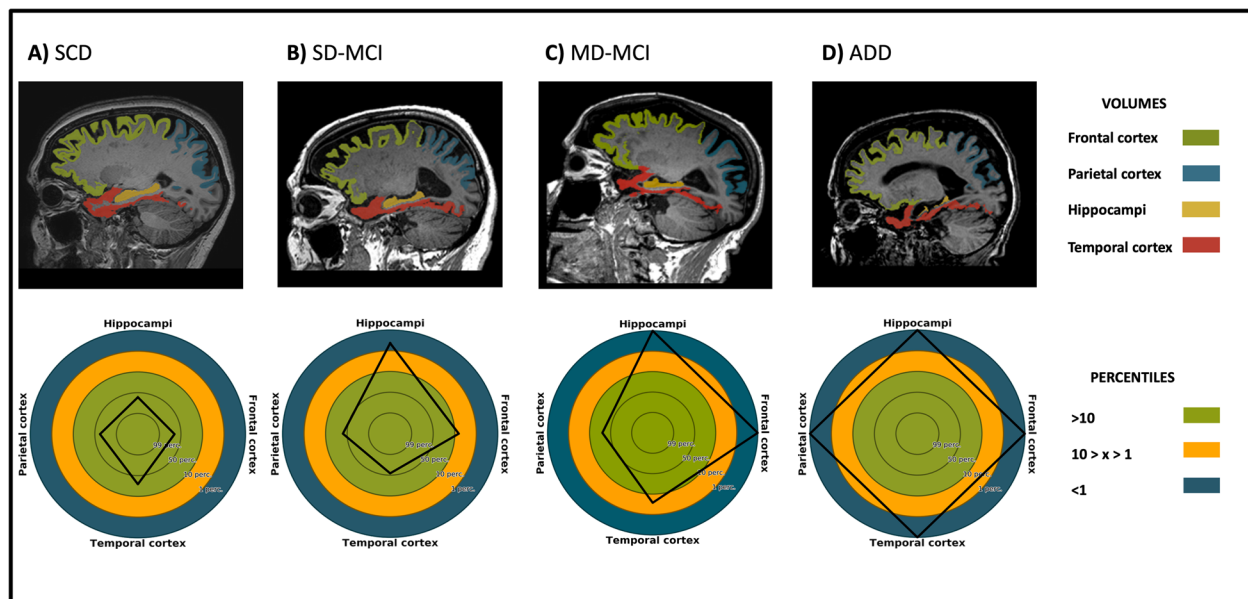 A) SCD
B) SD-MCI
C) MD-MCI
D) ADD
VOLUMES
Frontal cortex
Parietal cortex
Hippocampi
Temporal cortex
Hippocampi
Parietal cortex
Frontal cortex
99 perc.
50 perc.
10 perc.
1 perc.
Temporal cortex
Hippocampi
Parietal cortex
Frontal cortex
99 perc.
50 perc.
10 perc.
1 perc.
Temporal cortex
Hippocampi
Parietal cortex
Frontal cortex
99 perc.
50 perc.
10 perc.
1 perc.
Temporal cortex
Hippocampi
Parietal cortex
Frontal cortex
99 perc.
50 perc.
10 perc.
1 perc.
Temporal cortex
PERCENTILES
>10
10 > x > 1
<1